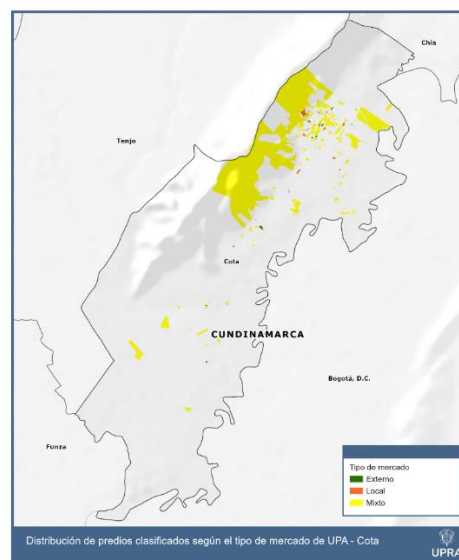 Chía
Tenjo
Cota
CUNDINAMARCA
Bogotá, D.C.
Funza
Tipo de mercado
Externo
Local
Mixto
Distribución de predios clasificados según el tipo de mercado de UPA - Cota
UPRA